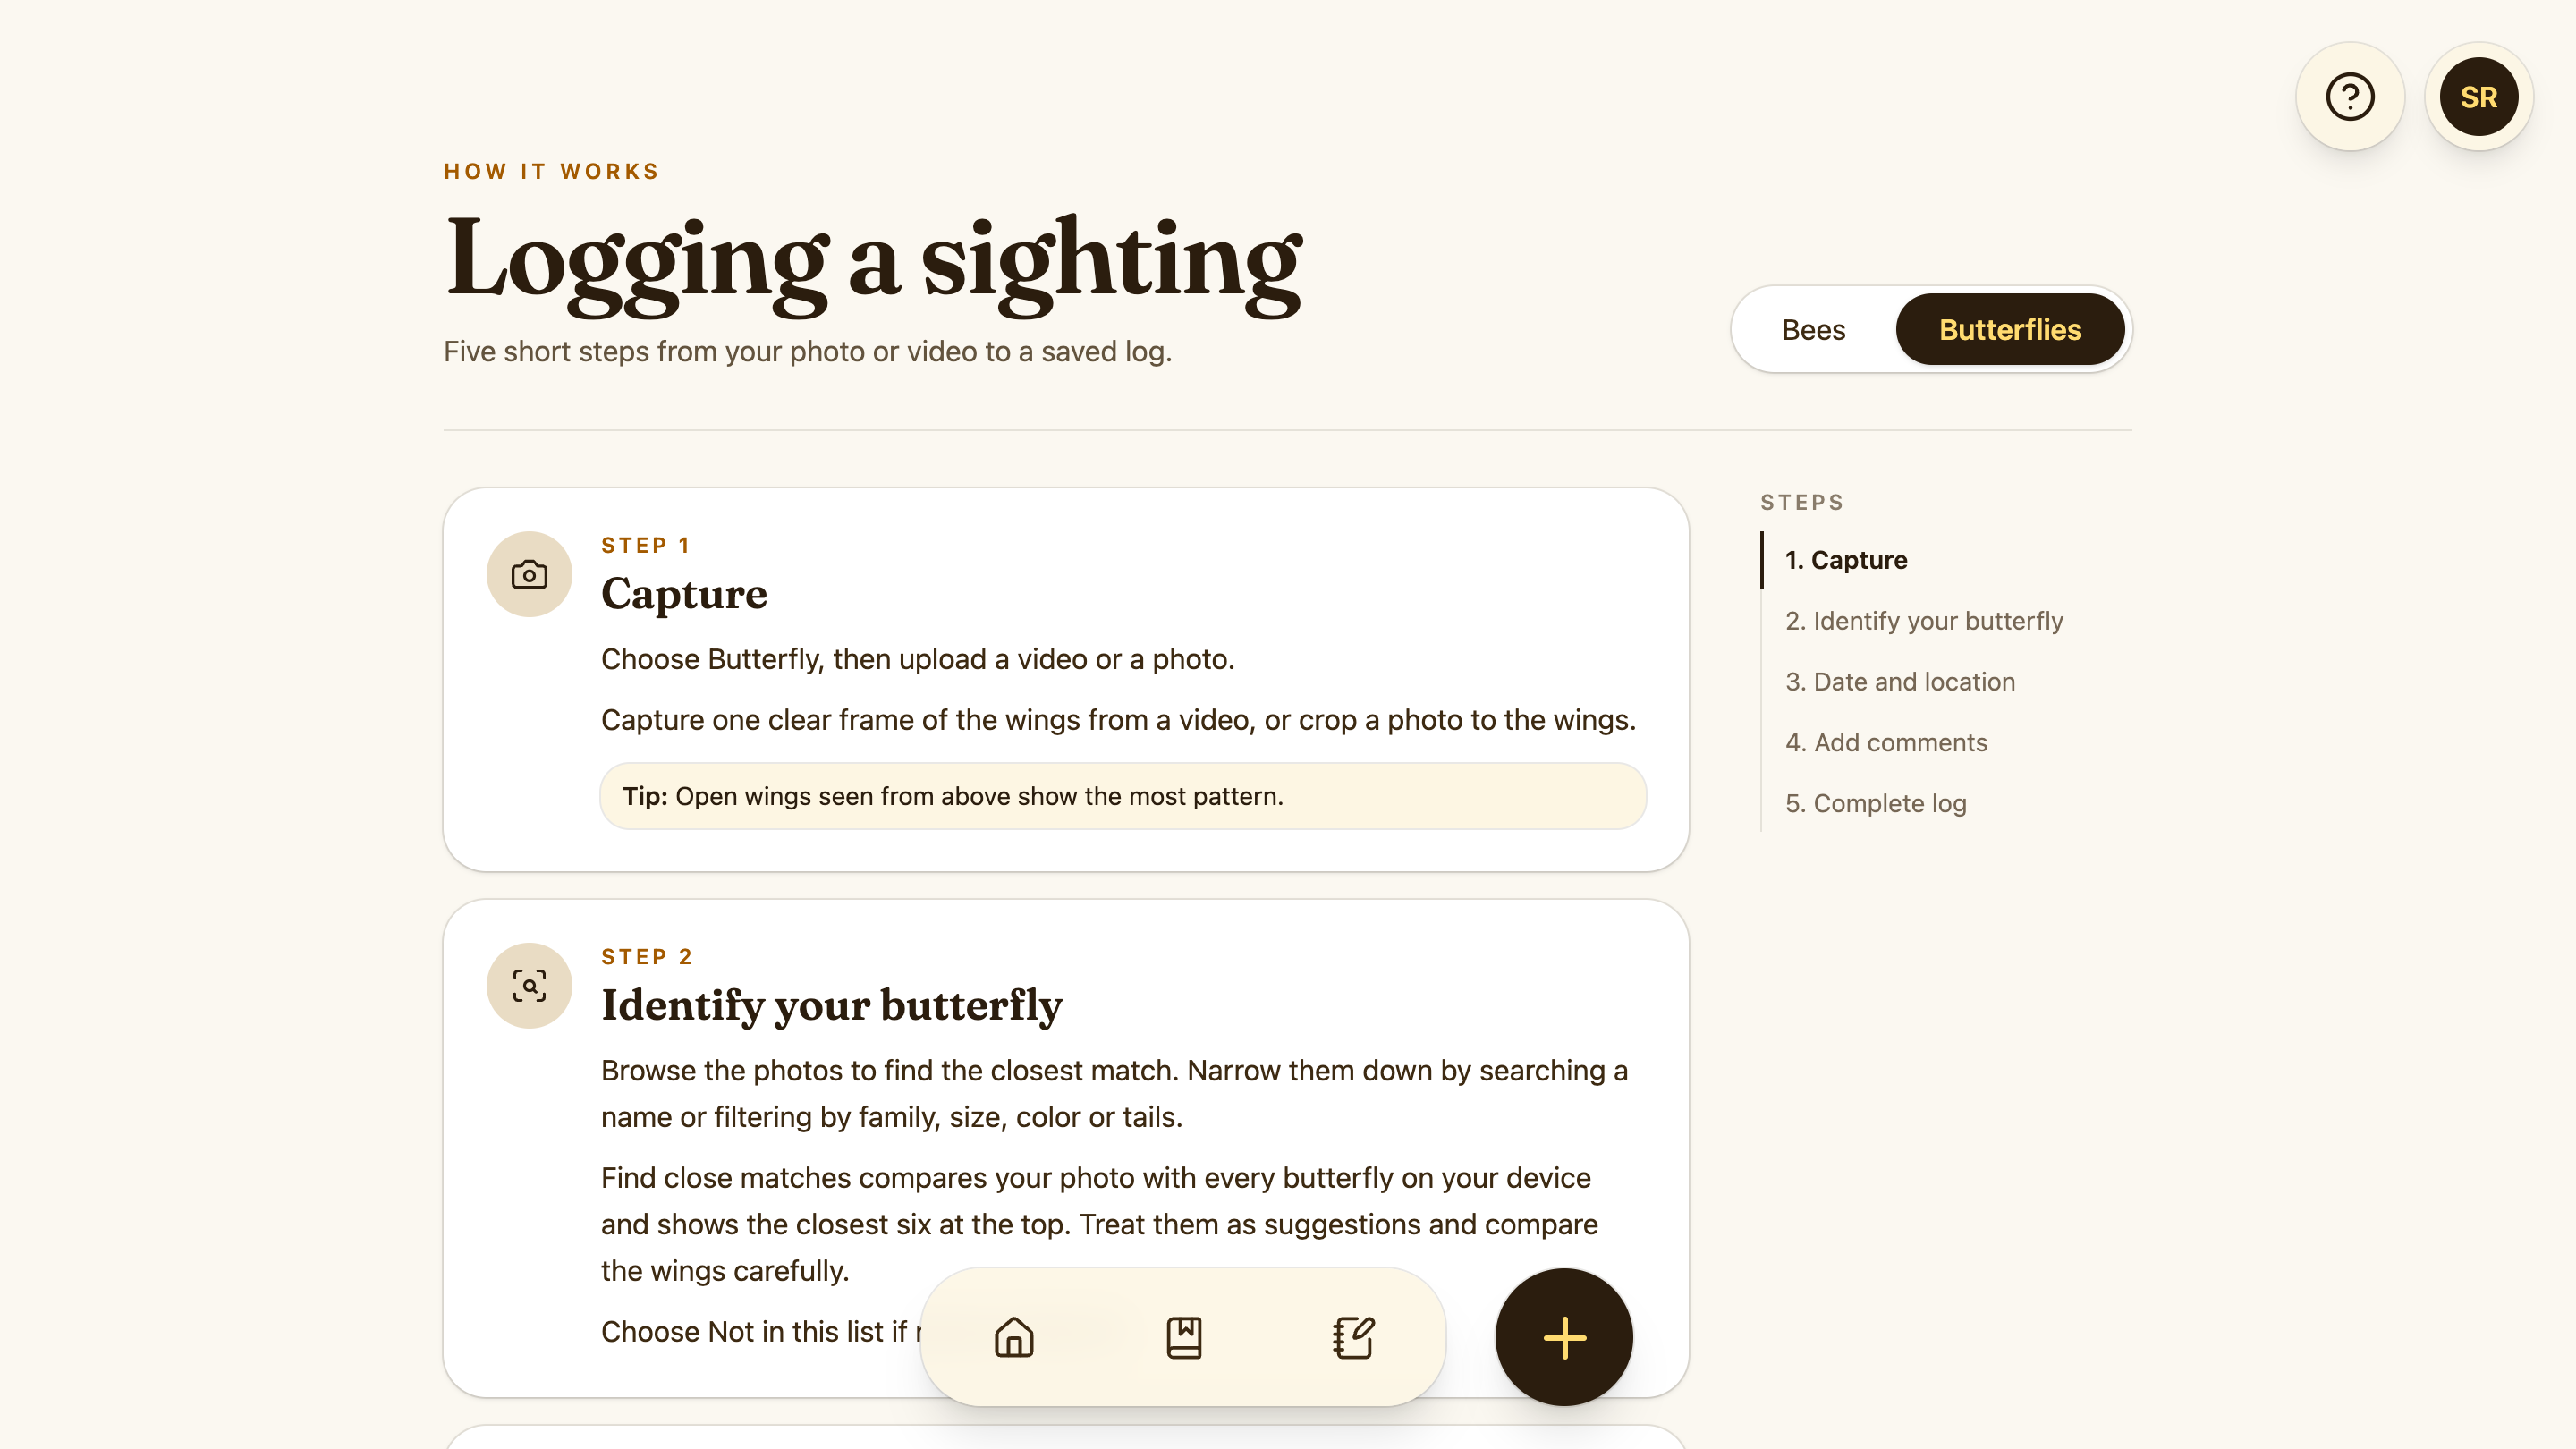 SR
HOW IT WORKS
Logging a sighting
Five short steps from your photo or video to a saved log.
Bees
Butterflies
STEP 1
Capture
Choose Butterfly, then upload a video or a photo.
Capture one clear frame of the wings from a video, or crop a photo to the wings.
Tip: Open wings seen from above show the most pattern.
STEP 2
Identify your butterfly
Browse the photos to find the closest match. Narrow them down by searching a
name or filtering by family, size, color or tails.
Find close matches compares your photo with every butterfly on your device
and shows the closest six at the top. Treat them as suggestions and compare
the wings carefully.
Choose Not in this list if
STEPS
1. Capture
2. Identify your butterfly
3. Date and location
4. Add comments
5. Complete log